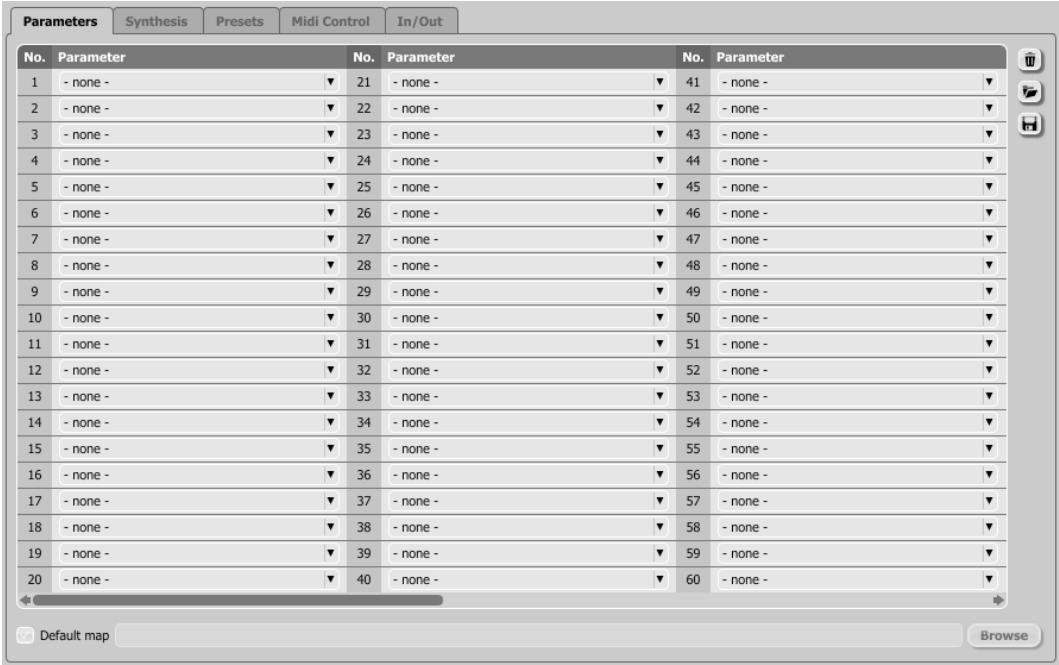 Parameters Synthesis Presets Midi Control In/Out
No. Parameter No. Parameter No. Parameter
1 - none - 21 - none - 41 - none -
2 - none - 22 - none - 42 - none -
3 - none - 23 - none - 43 - none -
4 - none - 24 - none - 44 - none -
5 - none - 25 - none - 45 - none -
6 - none - 26 - none - 46 - none -
7 - none - 27 - none - 47 - none -
8 - none - 28 - none - 48 - none -
9 - none - 29 - none - 49 - none -
10 - none - 30 - none - 50 - none -
11 - none - 31 - none - 51 - none -
12 - none - 32 - none - 52 - none -
13 - none - 33 - none - 53 - none -
14 - none - 34 - none - 54 - none -
15 - none - 35 - none - 55 - none -
16 - none - 36 - none - 56 - none -
17 - none - 37 - none - 57 - none -
18 - none - 38 - none - 58 - none -
19 - none - 39 - none - 59 - none -
20 - none - 40 - none - 60 - none -
Default map Browse